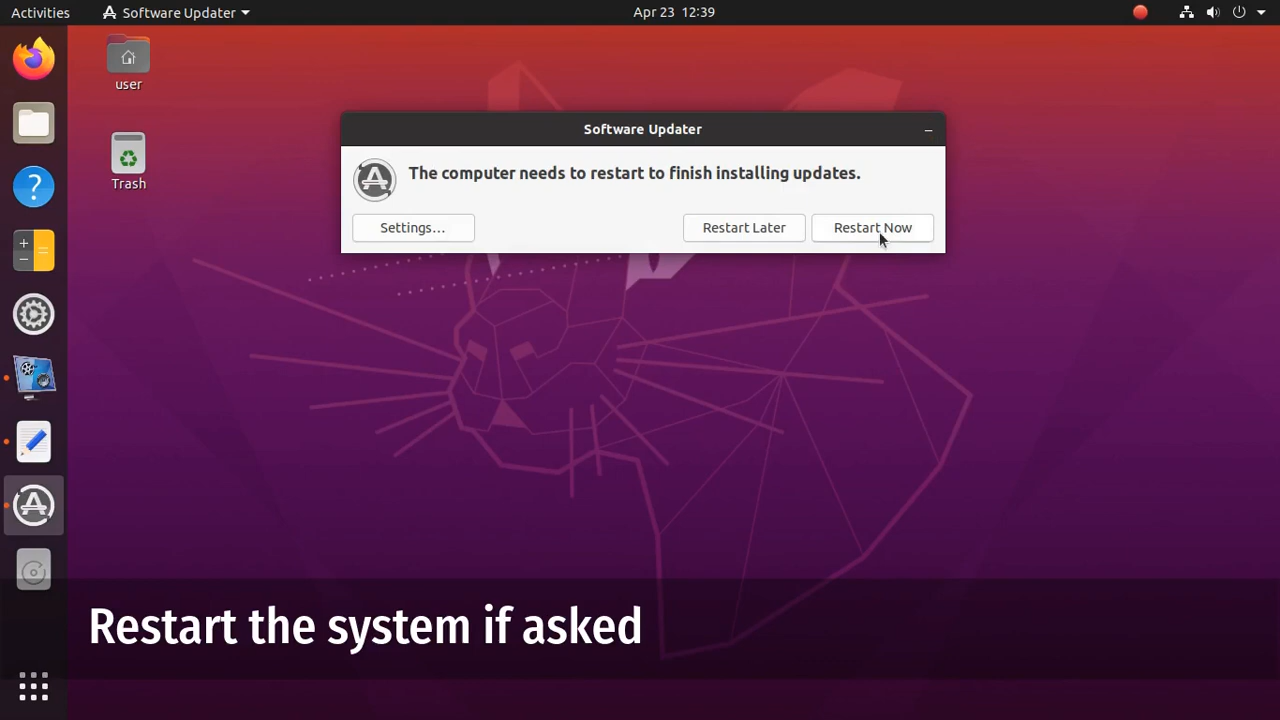 Activities
Software Updater
Apr 23 12:39
user
Trash
Software Updater
The computer needs to restart to finish installing updates.
Settings...
Restart Later
Restart Now
Restart the system if asked